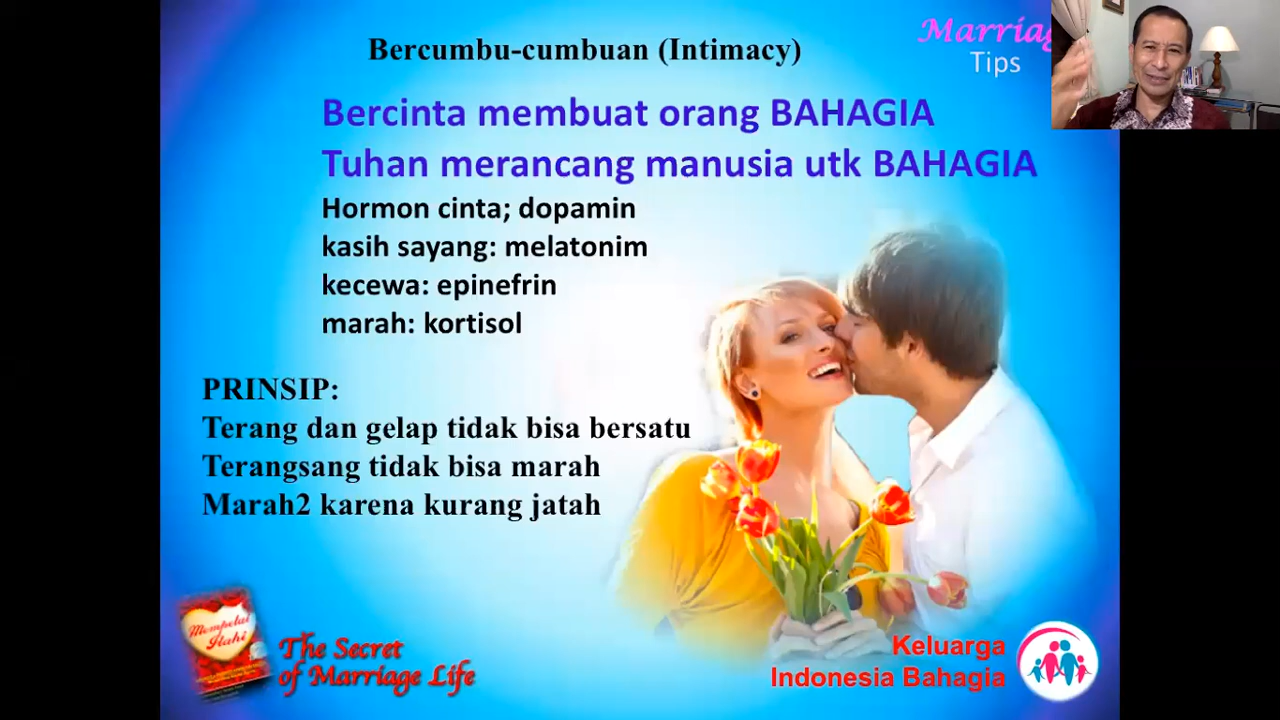 Bercumbu-cumbuan (Intimacy)
Tips
Bercinta membuat orang BAHAGIA
Tuhan merancang manusia utk BAHAGIA
Hormon cinta; dopamin
kasih sayang: melatonim
kecewa: epinefrin
marah: kortisol
PRINSIP:
Terang dan gelap tidak bisa bersatu
Terangsang tidak bisa marah
Marah2 karena kurang jatah
Mempelai
Ilahi
The Secret
of Marriage Life
Keluarga
Indonesia Bahagia